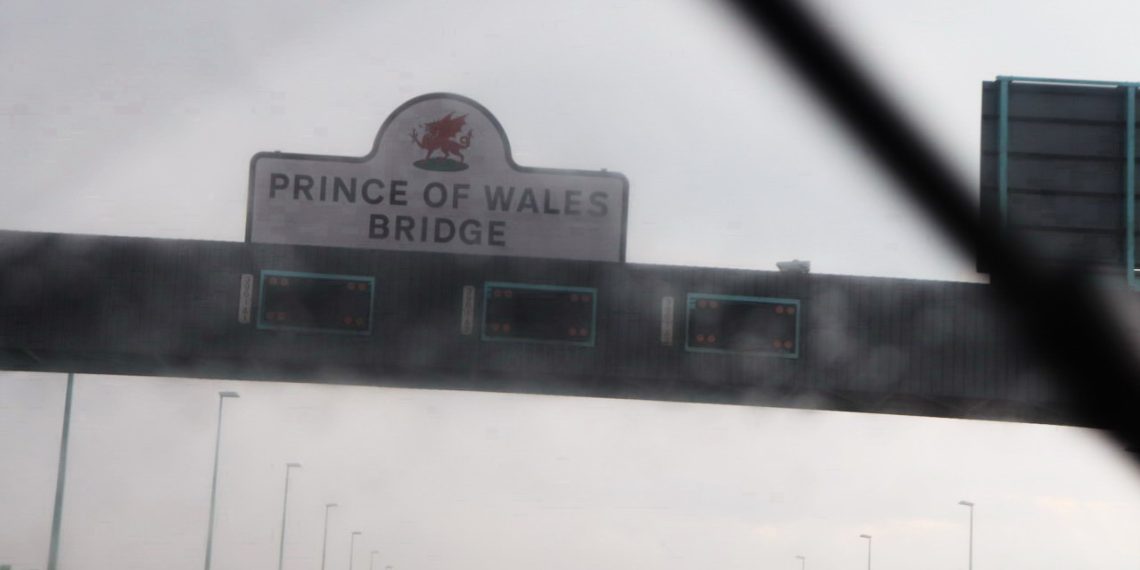 PRINCE OF WALES
BRIDGE